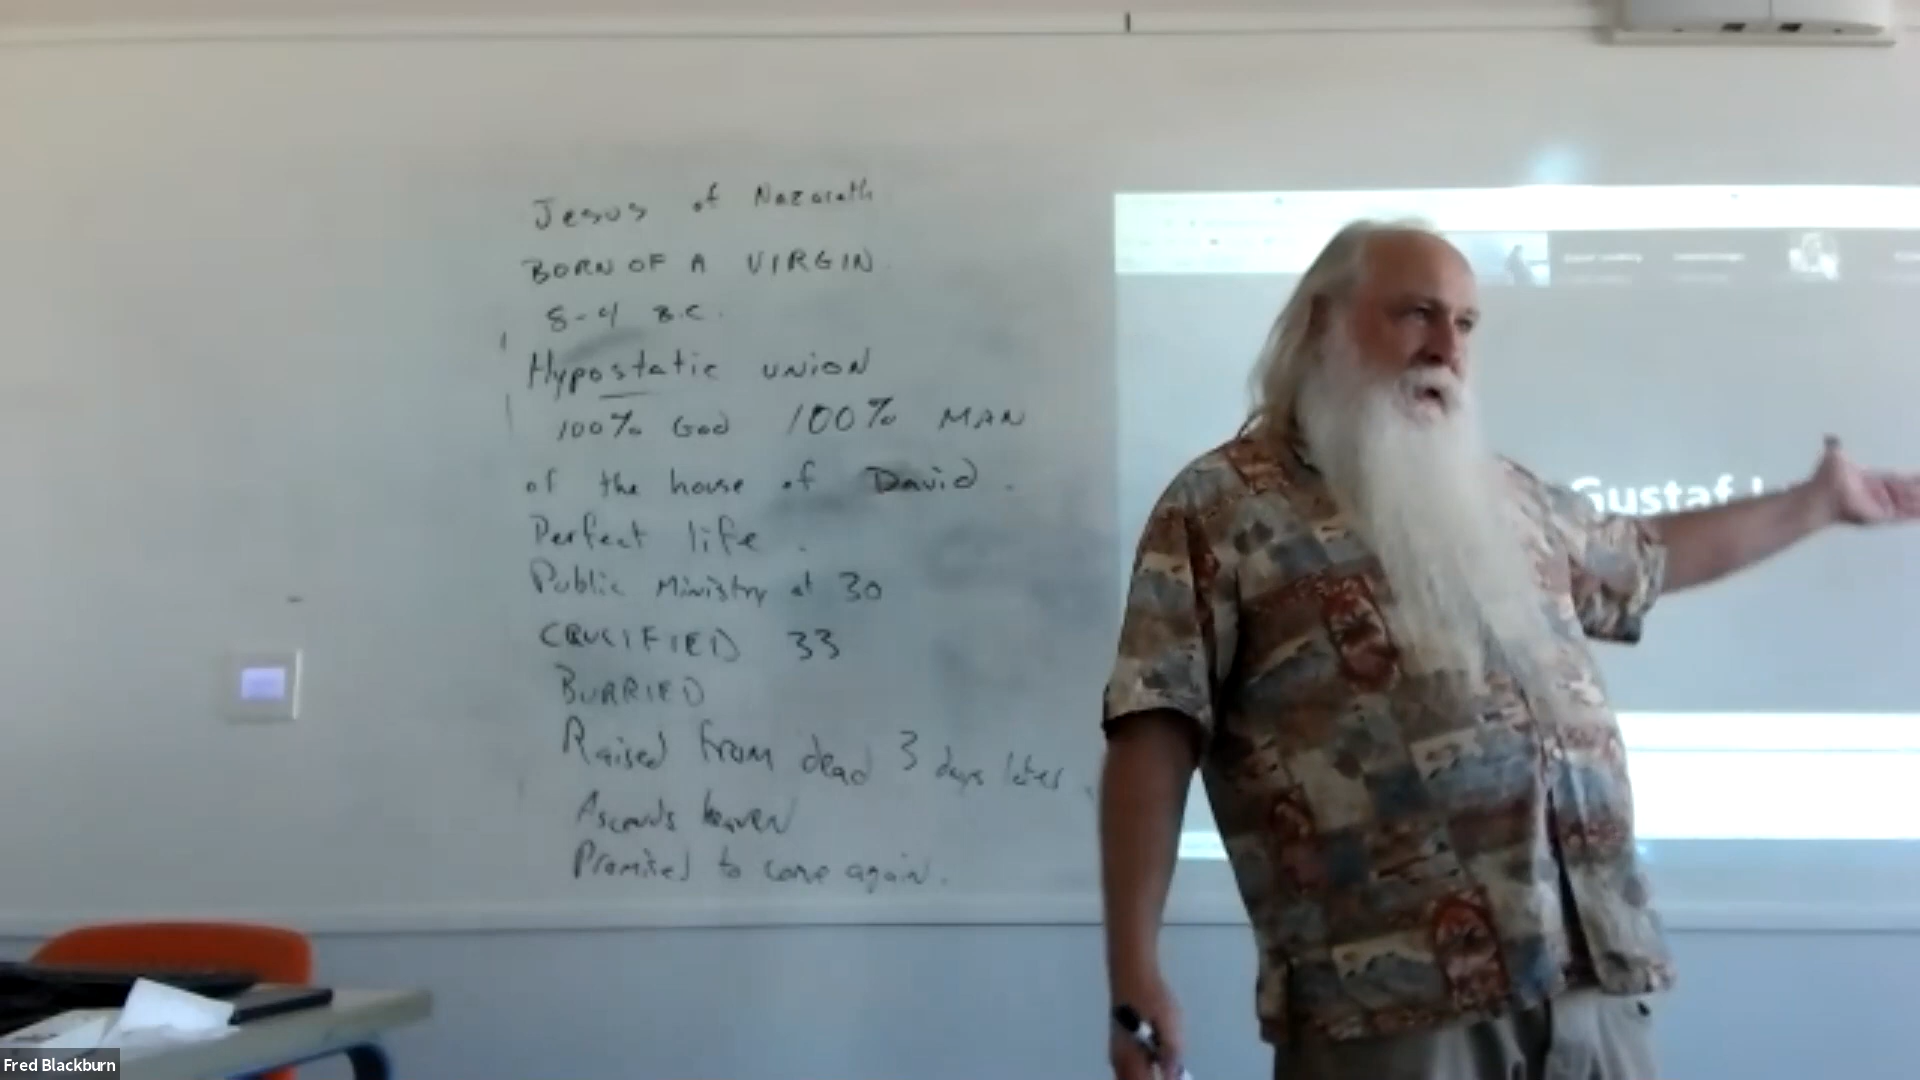 Jesus of Nazareth
BORN OF A VIRGIN
8-4 B.C.
Hypostatic UNION
100% God 100% MAN
of the house of David.
Perfect life.
Public Ministry at 30
CRUCIFIED 33
BURRIED
Raised from dead 3 days later.
Ascends heaven
Promised to come again.
Gustaf
Fred Blackburn